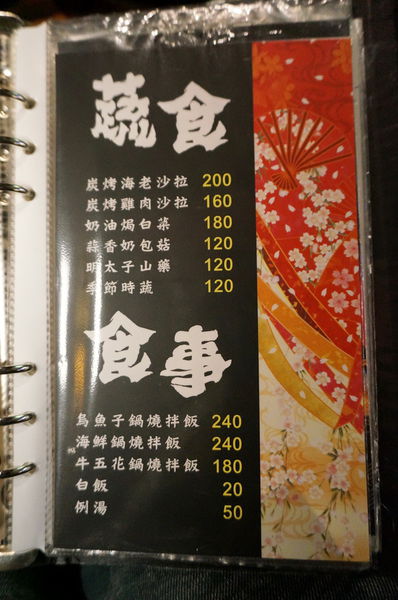 蔬食
炭烤海老沙拉 200
炭烤雞肉沙拉 160
奶油焗白菜 180
蒜香奶包菇 120
明太子山藥 120
季節時蔬 120
食事
烏魚子鍋燒拌飯 240
海鮮鍋燒拌飯 240
牛五花鍋燒拌飯 180
白飯 20
例湯 50